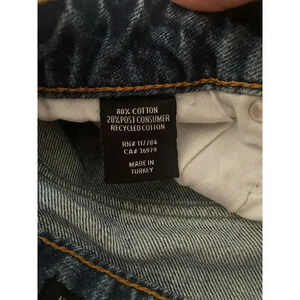 80% COTTON
20% POST CONSUMER
RECYCLED COTTON
RN# 117784
CA# 36979
MADE IN
TURKEY